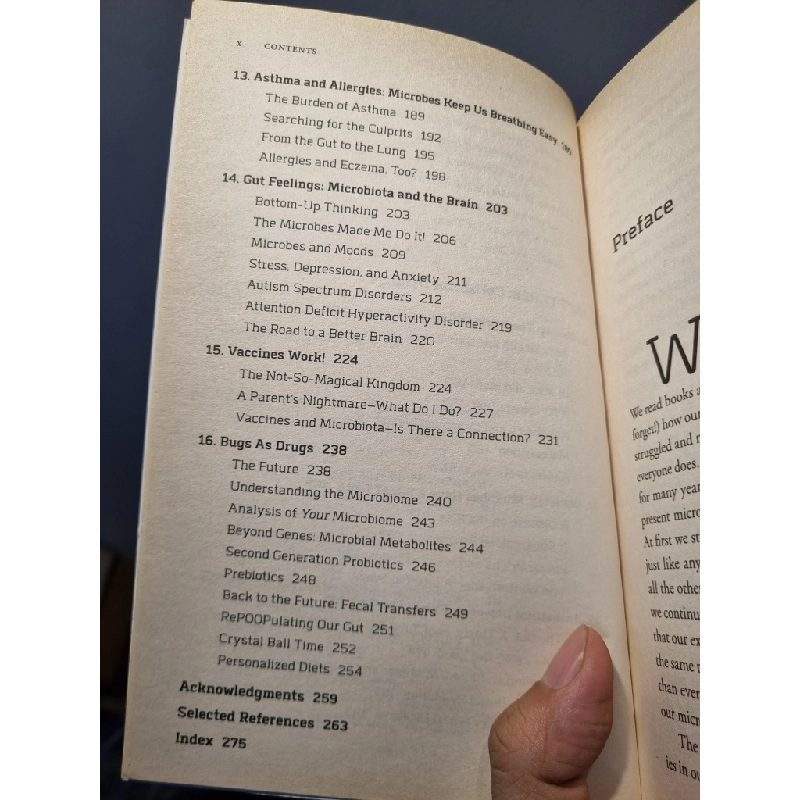 x CONTENTS
13. Asthma and Allergies: Microbes Keep Us Breathing Easy
The Burden of Asthma 189
Searching for the Culprits 192
From the Gut to the Lung 195
Allergies and Eczema, Too? 198
14. Gut Feelings: Microbiota and the Brain 203
Bottom-Up Thinking 203
The Microbes Made Me Do It! 206
Microbes and Moods 209
Stress, Depression, and Anxiety 211
Autism Spectrum Disorders 212
Attention Deficit Hyperactivity Disorder 219
The Road to a Better Brain 220
15. Vaccines Work! 224
The Not-So-Magical Kingdom 224
A Parent's Nightmare—What Do I Do? 227
Vaccines and Microbiota—Is There a Connection? 231
16. Bugs As Drugs 238
The Future 238
Understanding the Microbiome 240
Analysis of Your Microbiome 243
Beyond Genes: Microbial Metabolites 244
Second Generation Probiotics 246
Prebiotics 248
Back to the Future: Fecal Transfers 249
RePOOPulating Our Gut 251
Crystal Ball Time 252
Personalized Diets 254
Acknowledgments 259
Selected References 263
Index 275
Preface
W
We read books
forget!) how our
struggled and
everyone does.
for many year
present micro
At first we
just like any
all the othe
we continu
that our ex
the same
than ever
our micr
The
ies in ou